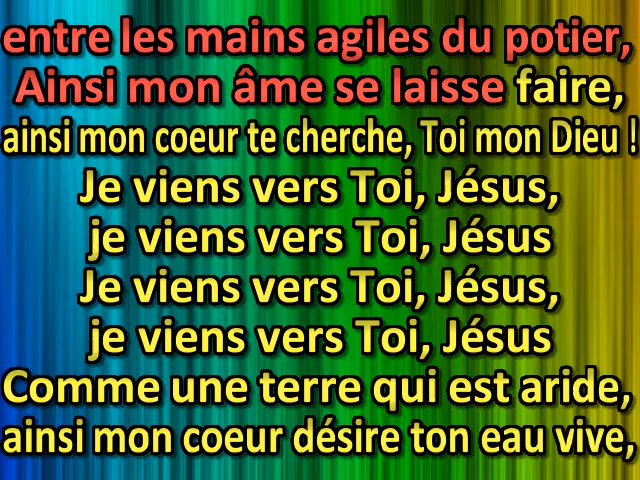 entre les mains agiles du potier,
Ainsi mon âme se laisse faire,
ainsi mon coeur te cherche, Toi mon Dieu !
Je viens vers Toi, Jésus,
je viens vers Toi, Jésus
Je viens vers Toi, Jésus,
je viens vers Toi, Jésus
Comme une terre qui est aride,
ainsi mon coeur désire ton eau vive,